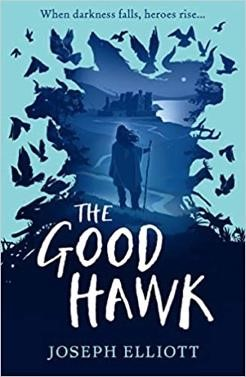 When darkness falls, heroes rise...
THE
GOOD
HAWK
JOSEPH ELLIOTT